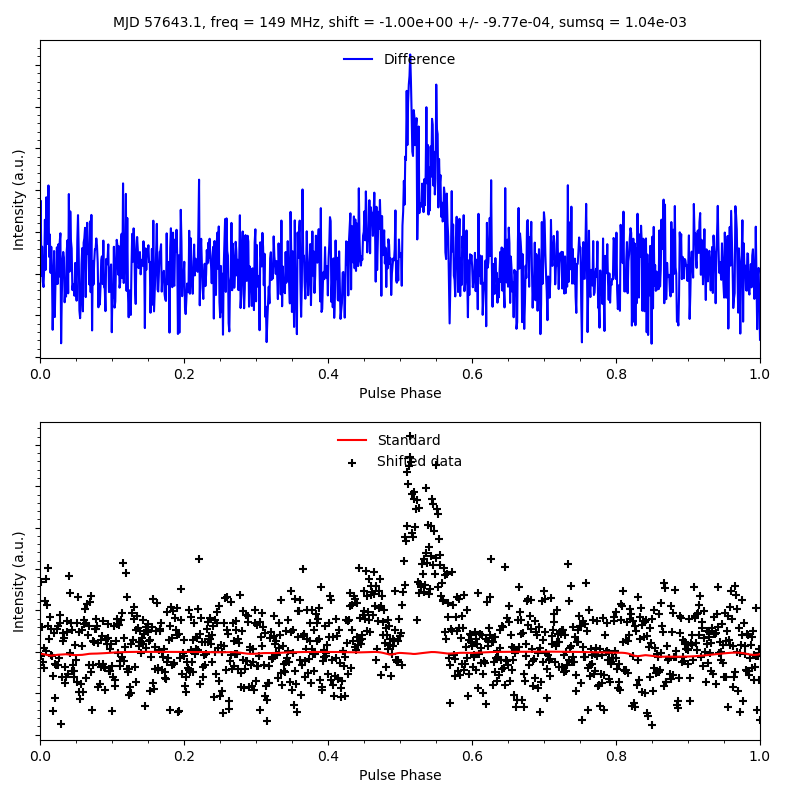 MJD 57643.1, freq = 149 MHz, shift = -1.00e+00 +/- -9.77e-04, sumsq = 1.04e-03
Difference
Intensity (a.u.)
0.0 0.2 0.4 0.6 0.8 1.0
Pulse Phase
Standard
Shifted data
Intensity (a.u.)
0.0 0.2 0.4 0.6 0.8 1.0
Pulse Phase